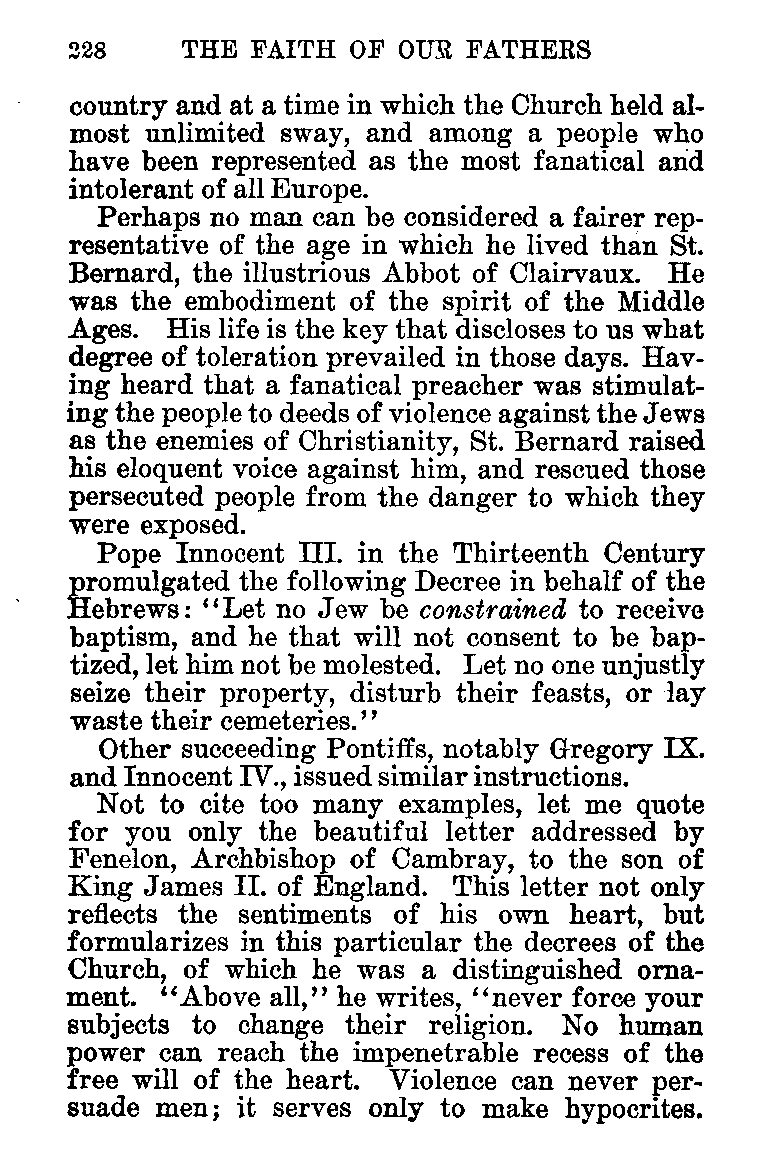 228 THE FAITH OF OUR FATHERS
country and at a time in which the Church held al-
most unlimited sway, and among a people who
have been represented as the most fanatical and
intolerant of all Europe.
Perhaps no man can be considered a fairer rep-
resentative of the age in which he lived than St.
Bernard, the illustrious Abbot of Clairvaux. He
was the embodiment of the spirit of the Middle
Ages. His life is the key that discloses to us what
degree of toleration prevailed in those days. Hav-
ing heard that a fanatical preacher was stimulat-
ing the people to deeds of violence against the Jews
as the enemies of Christianity, St. Bernard raised
his eloquent voice against him, and rescued those
persecuted people from the danger to which they
were exposed.
Pope Innocent III. in the Thirteenth Century
promulgated the following Decree in behalf of the
Hebrews: “Let no Jew be constrained to receive
baptism, and he that will not consent to be bap-
tized, let him not be molested. Let no one unjustly
seize their property, disturb their feasts, or lay
waste their cemeteries.”
Other succeeding Pontiffs, notably Gregory IX.
and Innocent IV., issued similar instructions.
Not to cite too many examples, let me quote
for you only the beautiful letter addressed by
Fenelon, Archbishop of Cambray, to the son of
King James II. of England. This letter not only
reflects the sentiments of his own heart, but
formularizes in this particular the decrees of the
Church, of which he was a distinguished orna-
ment. “Above all,” he writes, “never force your
subjects to change their religion. No human
power can reach the impenetrable recess of the
free will of the heart. Violence can never per-
suade men; it serves only to make hypocrites.